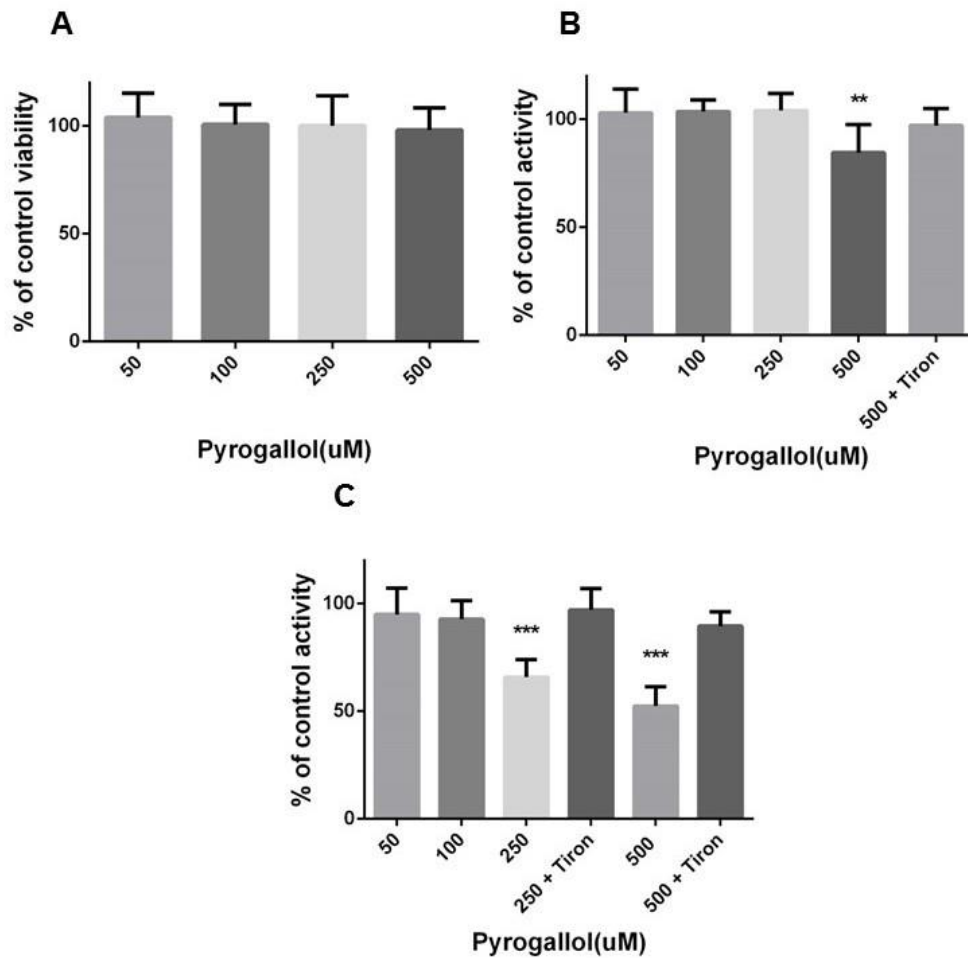 A
% of control viability
100
50
0
50
100
250
500
Pyrogallol(uM)
B
% of control activity
100
50
0
**
50
100
250
500
500 + Tiron
Pyrogallol(uM)
C
% of control activity
100
50
0
***
***
50
100
250
250 + Tiron
500
500 + Tiron
Pyrogallol(uM)